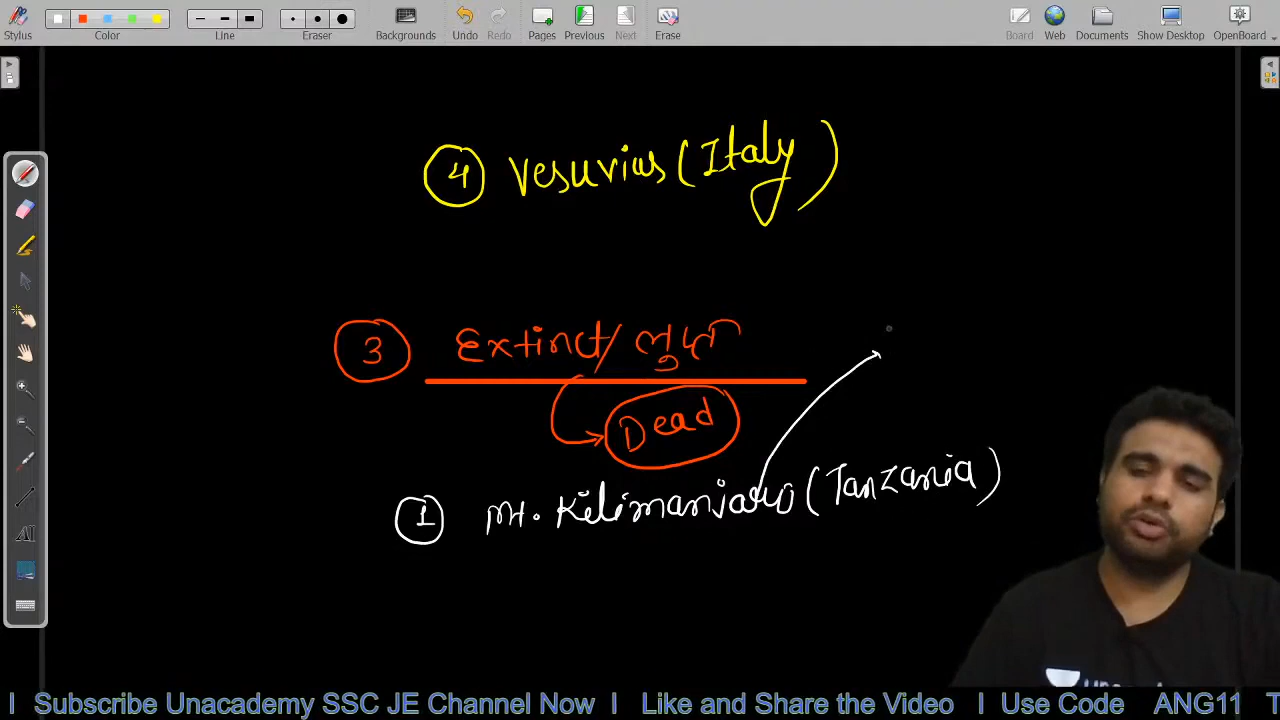 Stylus
Color
Line
Eraser
Backgrounds
Undo
Redo
Pages
Previous
Next
Erase
Board
Web
Documents
Show Desktop
OpenBoard
4 Vesuvius (Italy)
3 Extinct/
Dead
1 Mt. Kilimanjaro (Tanzania)
I Subscribe Unacademy SSC JE Channel Now I Like and Share the Video I Use Code ANG11 T